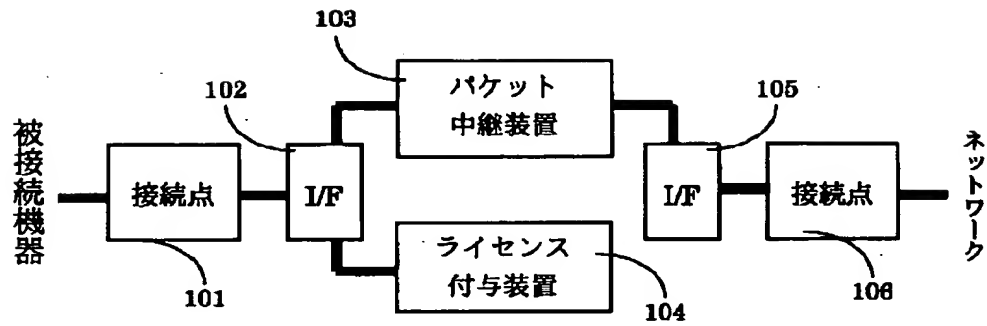 103
パケット
中継装置
102
105
被接続機器
接続点
I/F
I/F
接続点
ネットワーク
101
ライセンス
付与装置
104
106